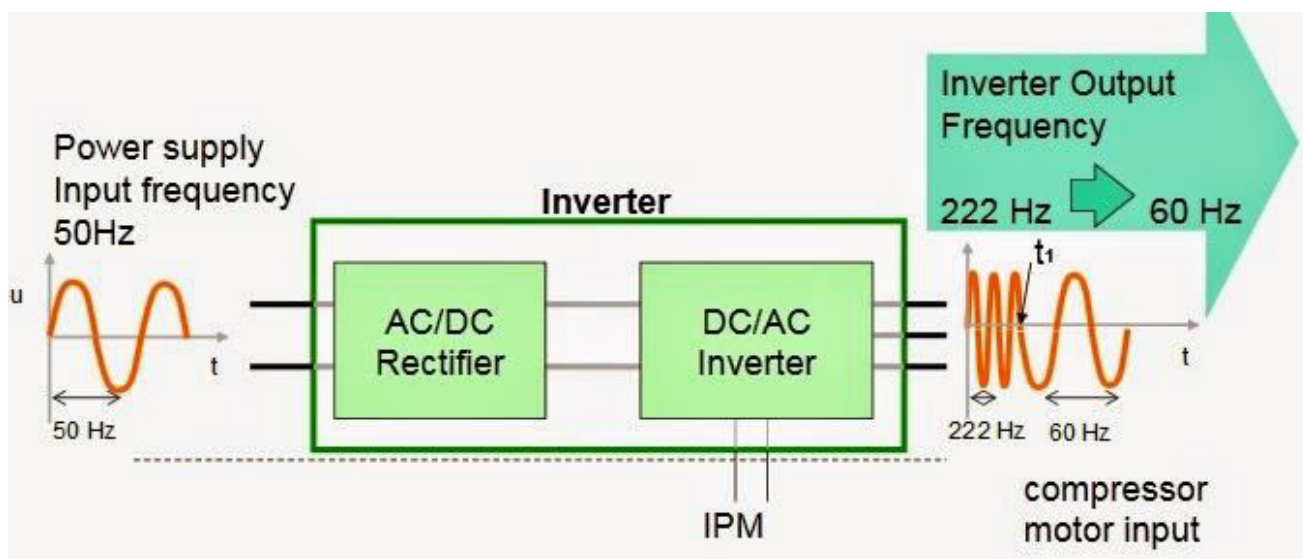 Inverter Output
Frequency
222 Hz
60 Hz
Power supply
Input frequency
50Hz
Inverter
t₁
u
AC/DC
Rectifier
DC/AC
Inverter
t
t
50 Hz
222 Hz
60 Hz
IPM
compressor
motor input